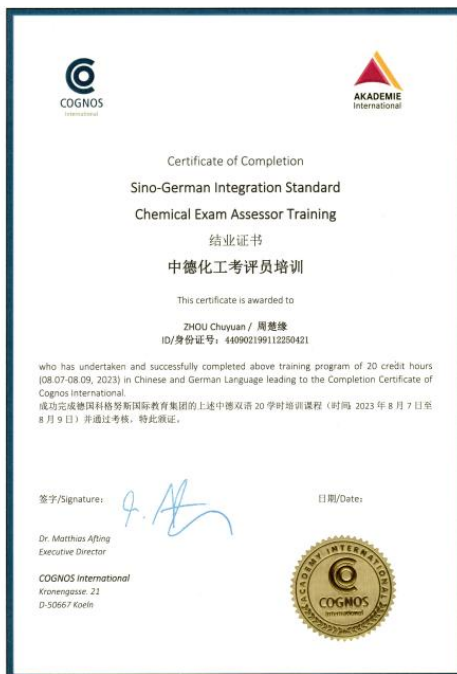 COGNOS
International
AKADEMIE
International
Certificate of Completion
Sino-German Integration Standard
Chemical Exam Assessor Training
结业证书
中德化工考评员培训
This certificate is awarded to
ZHOU Chuyuan / 周楚缘
ID/身份证号: 440902199112250421
who has undertaken and successfully completed above training program of 20 credit hours
(08.07-08.09, 2023) in Chinese and German Language leading to the Completion Certificate of
Cognos International.
成功完成德国科格努斯国际教育集团的上述中德双语 20 学时培训课程（时间: 2023 年 8 月 7 日至
8 月 9 日）并通过考核，特此颁证。
签字/Signature:
日期/Date:
Dr. Matthias Afting
Executive Director
COGNOS International
Kronengasse. 21
D-50667 Koeln
ACADEMY INTERNATIONAL
COGNOS
International